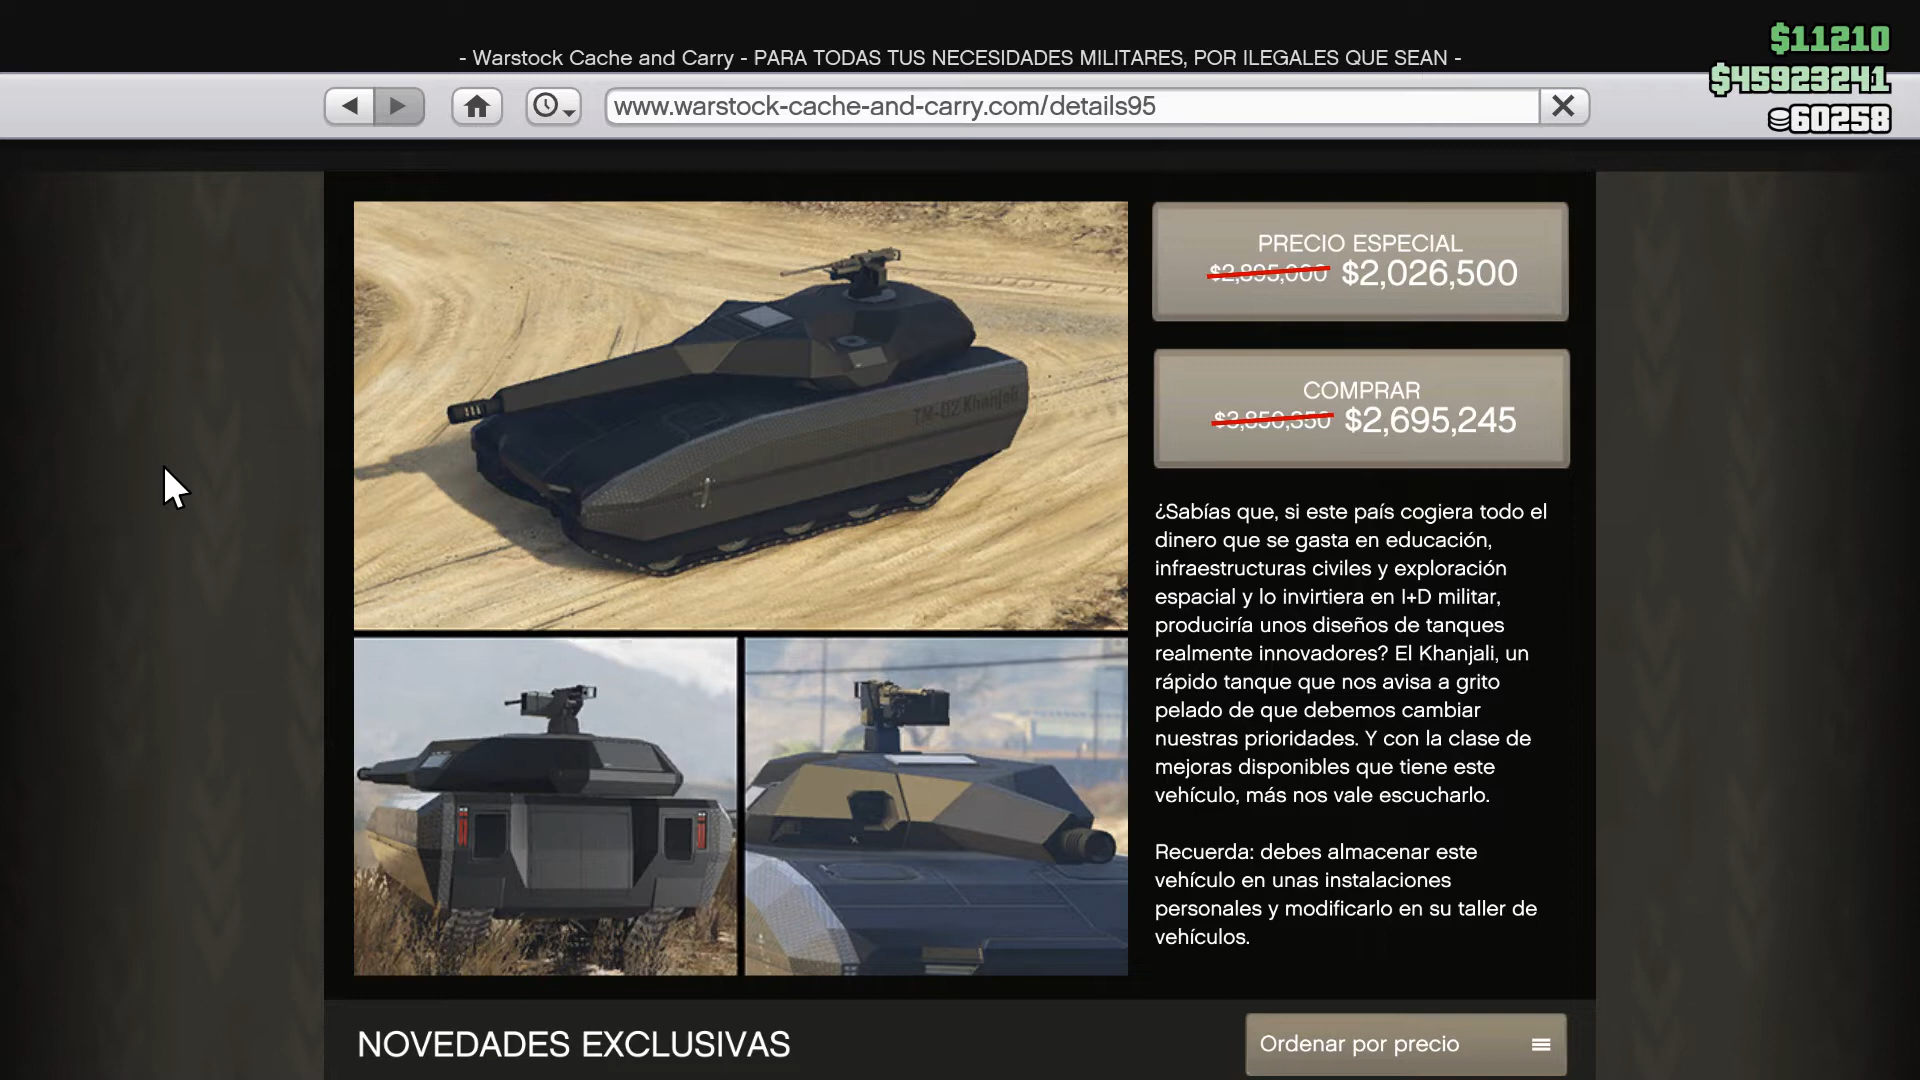 $11210
- Warstock Cache and Carry - PARA TODAS TUS NECESIDADES MILITARES, POR ILEGALES QUE SEAN -
$45923241
www.warstock-cache-and-carry.com/details95
60258
PRECIO ESPECIAL
$2,895,000 $2,026,500
COMPRAR
$3,850,350 $2,695,245
TM-02 Khanjali
¿Sabías que, si este país cogiera todo el
dinero que se gasta en educación,
infraestructuras civiles y exploración
espacial y lo invirtiera en I+D militar,
produciría unos diseños de tanques
realmente innovadores? El Khanjali, un
rápido tanque que nos avisa a grito
pelado de que debemos cambiar
nuestras prioridades. Y con la clase de
mejoras disponibles que tiene este
vehículo, más nos vale escucharlo.
Recuerda: debes almacenar este
vehículo en unas instalaciones
personales y modificarlo en su taller de
vehículos.
NOVEDADES EXCLUSIVAS
Ordenar por precio